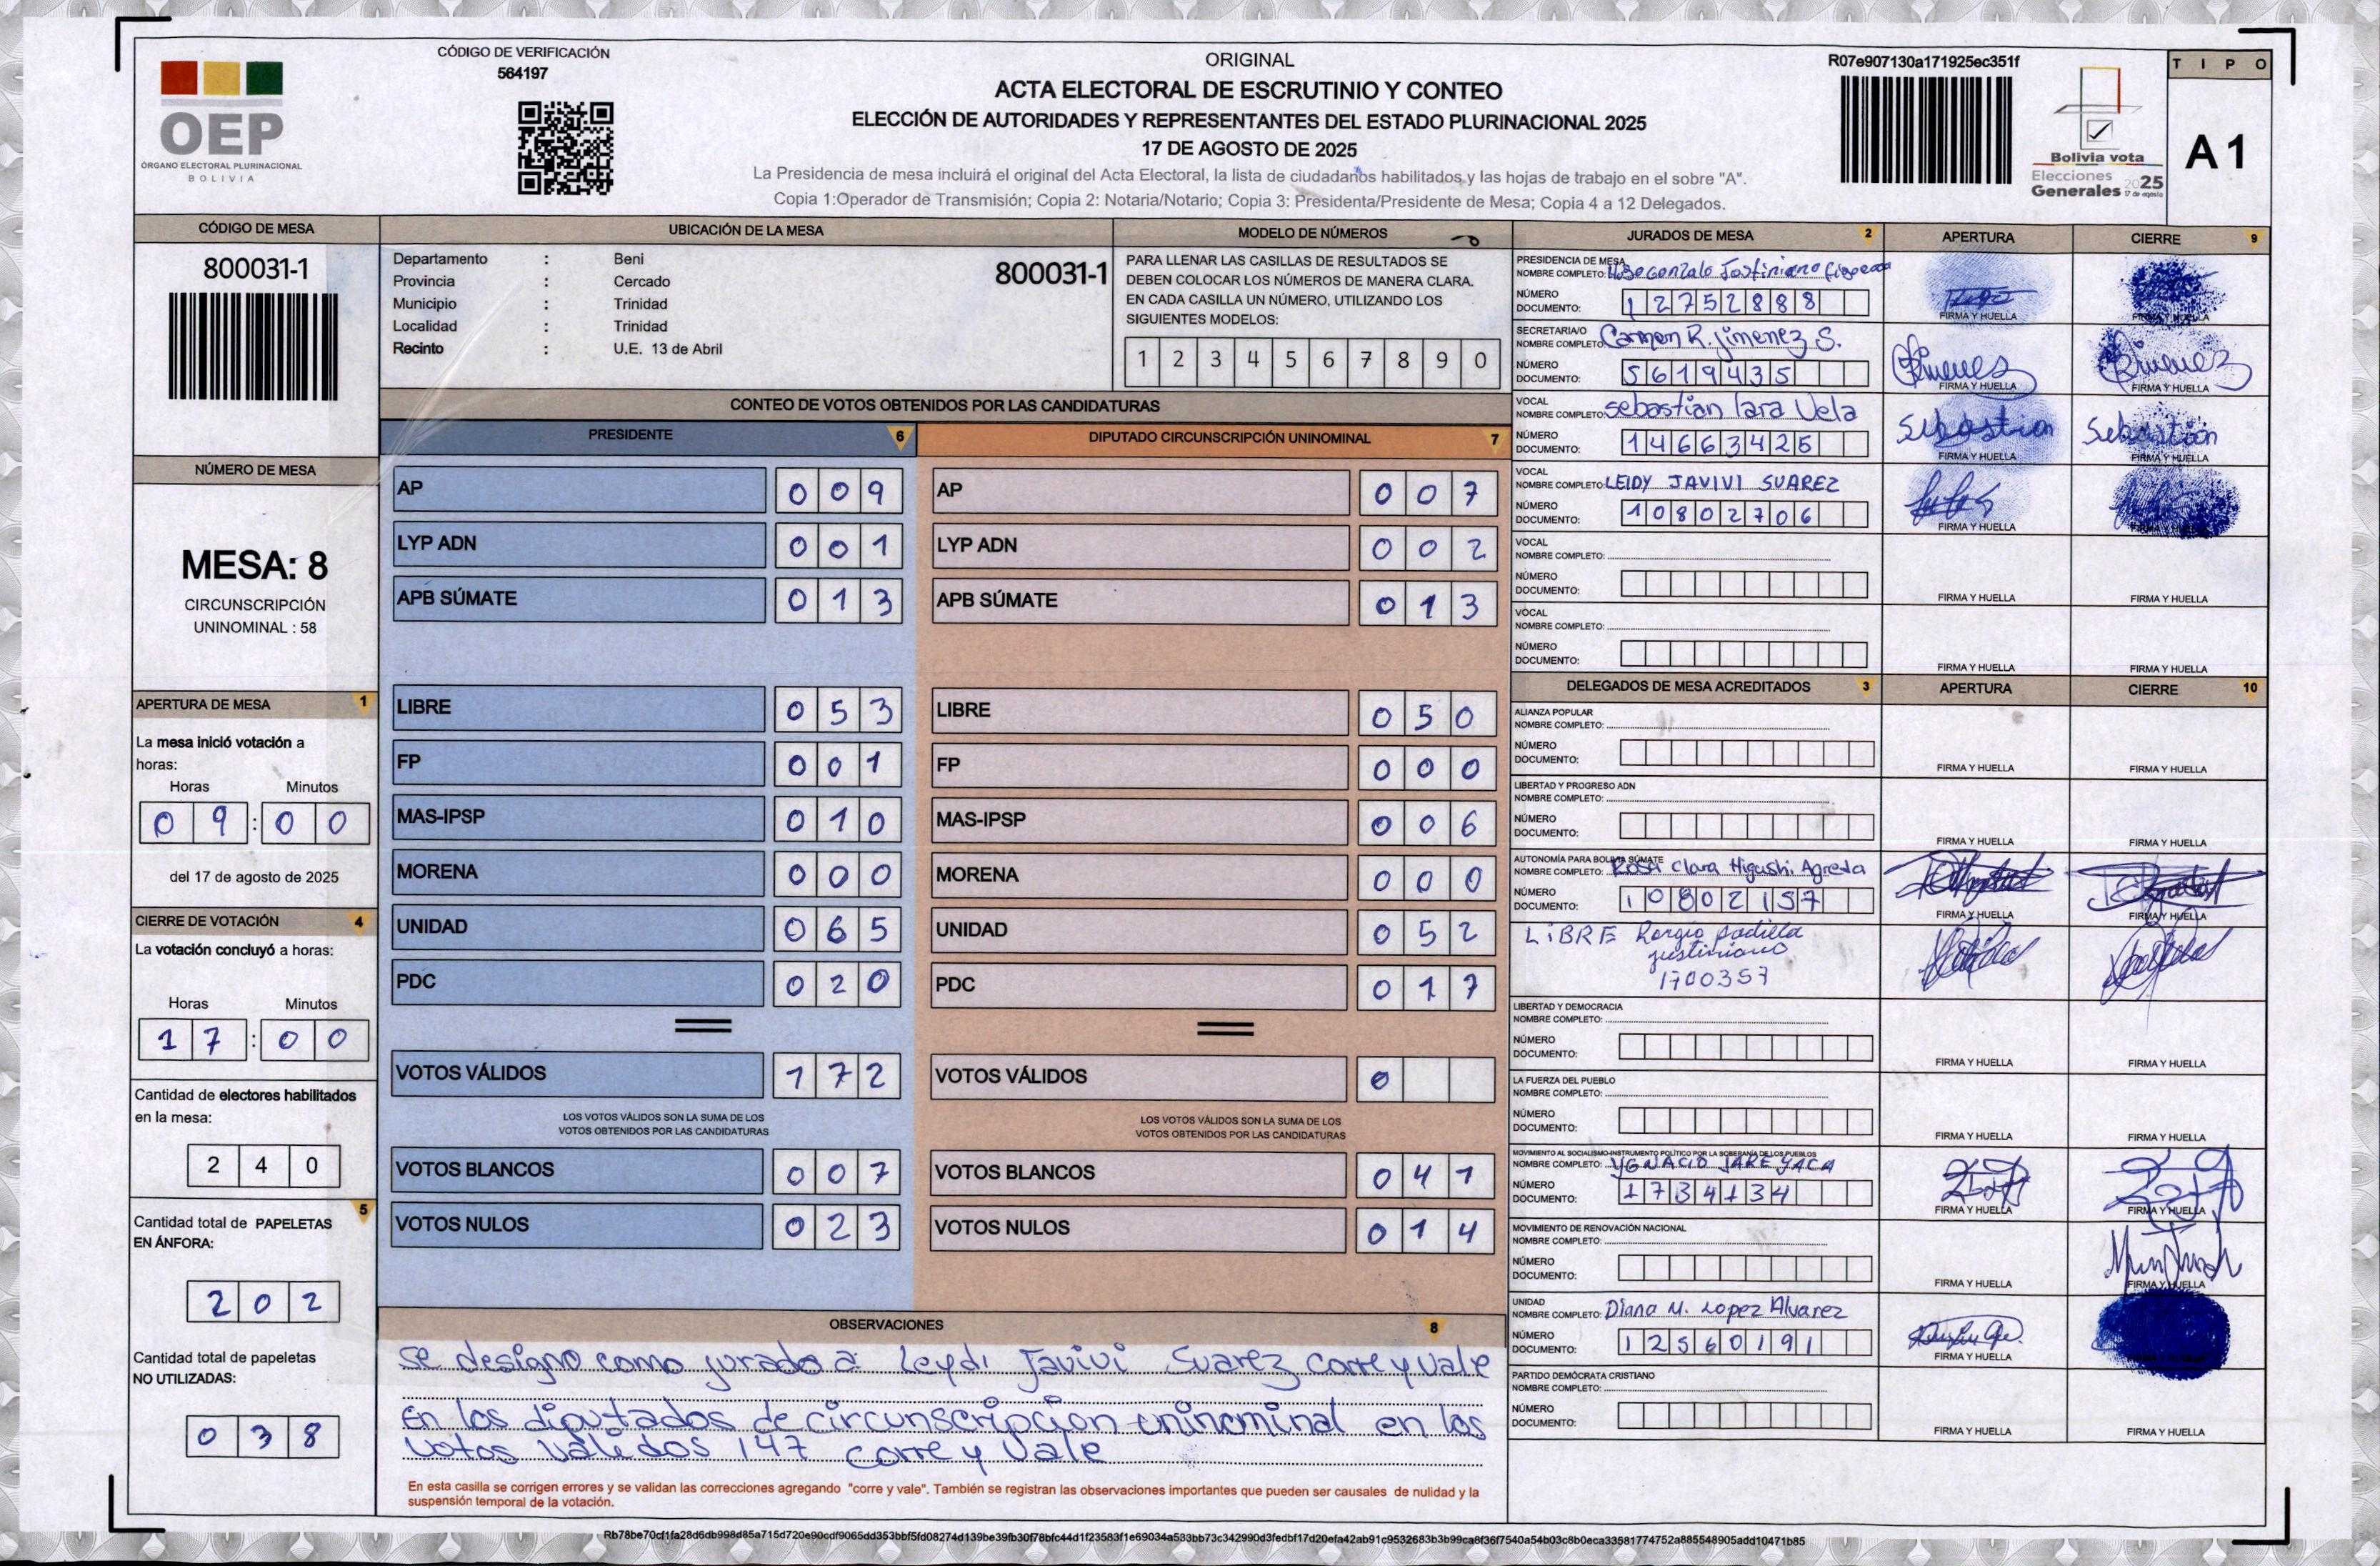 CÓDIGO DE VERIFICACIÓN
564197
OEP
ÓRGANO ELECTORAL PLURINACIONAL
BOLIVIA
ORIGINAL
ACTA ELECTORAL DE ESCRUTINIO Y CONTEO
ELECCIÓN DE AUTORIDADES Y REPRESENTANTES DEL ESTADO PLURINACIONAL 2025
17 DE AGOSTO DE 2025
La Presidencia de mesa incluirá el original del Acta Electoral, la lista de ciudadanos habilitados y las hojas de trabajo en el sobre "A".
Copia 1:Operador de Transmisión; Copia 2: Notaria/Notario; Copia 3: Presidenta/Presidente de Mesa; Copia 4 a 12 Delegados.
R07e907130a171925ec351f
Bolivia vota
Elecciones
Generales 2025
17 de agosto
TIPO
A 1
CÓDIGO DE MESA
800031-1
UBICACIÓN DE LA MESA
Departamento : Beni
Provincia : Cercado
Municipio : Trinidad
Localidad : Trinidad
Recinto : U.E. 13 de Abril
800031-1
MODELO DE NÚMEROS
PARA LLENAR LAS CASILLAS DE RESULTADOS SE
DEBEN COLOCAR LOS NÚMEROS DE MANERA CLARA.
EN CADA CASILLA UN NÚMERO, UTILIZANDO LOS
SIGUIENTES MODELOS:
1 2 3 4 5 6 7 8 9 0
NÚMERO DE MESA
MESA: 8
CIRCUNSCRIPCIÓN
UNINOMINAL : 58
APERTURA DE MESA 1
La mesa inició votación a
horas:
Horas Minutos
09:00
del 17 de agosto de 2025
CIERRE DE VOTACIÓN 4
La votación concluyó a horas:
Horas Minutos
17:00
Cantidad de electores habilitados
en la mesa:
240
5
Cantidad total de PAPELETAS
EN ÁNFORA:
202
Cantidad total de papeletas
NO UTILIZADAS:
038
CONTEO DE VOTOS OBTENIDOS POR LAS CANDIDATURAS
PRESIDENTE 6
AP 009
LYP ADN 001
APB SÚMATE 013
LIBRE 053
FP 001
MAS-IPSP 010
MORENA 000
UNIDAD 065
PDC 020
VOTOS VÁLIDOS 172
LOS VOTOS VÁLIDOS SON LA SUMA DE LOS
VOTOS OBTENIDOS POR LAS CANDIDATURAS
VOTOS BLANCOS 007
VOTOS NULOS 023
DIPUTADO CIRCUNSCRIPCIÓN UNINOMINAL 7
AP 007
LYP ADN 002
APB SÚMATE 013
LIBRE 050
FP 000
MAS-IPSP 006
MORENA 000
UNIDAD 052
PDC 017
VOTOS VÁLIDOS 0
LOS VOTOS VÁLIDOS SON LA SUMA DE LOS
VOTOS OBTENIDOS POR LAS CANDIDATURAS
VOTOS BLANCOS 041
VOTOS NULOS 014
OBSERVACIONES 8
Se designo como jurado a Leydi Javivi Suarez corre y vale
En los diputados de circunscripcion uninominal en los
votos validos 147 corre y vale
En esta casilla se corrigen errores y se validan las correcciones agregando "corre y vale". También se registran las observaciones importantes que pueden ser causales de nulidad y la
suspensión temporal de la votación.
JURADOS DE MESA 2 APERTURA CIERRE 9
PRESIDENCIA DE MESA
NOMBRE COMPLETO: Gonzalo Justiniano
NÚMERO
DOCUMENTO: 12752888
FIRMA Y HUELLA FIRMA Y HUELLA
SECRETARIA/O
NOMBRE COMPLETO: Carmen R. Jimenez S.
NÚMERO
DOCUMENTO: 5619435
FIRMA Y HUELLA FIRMA Y HUELLA
VOCAL
NOMBRE COMPLETO: Sebastian lara Vela
NÚMERO
DOCUMENTO: 14663425
Sebastian Sebastián
FIRMA Y HUELLA FIRMA Y HUELLA
VOCAL
NOMBRE COMPLETO: LEIDY JAVIVI SUAREZ
NÚMERO
DOCUMENTO: 10802706
FIRMA Y HUELLA FIRMA Y HUELLA
VOCAL
NOMBRE COMPLETO:
NÚMERO
DOCUMENTO:
FIRMA Y HUELLA FIRMA Y HUELLA
VOCAL
NOMBRE COMPLETO:
NÚMERO
DOCUMENTO:
FIRMA Y HUELLA FIRMA Y HUELLA
DELEGADOS DE MESA ACREDITADOS 3 APERTURA CIERRE 10
ALIANZA POPULAR
NOMBRE COMPLETO:
NÚMERO
DOCUMENTO:
FIRMA Y HUELLA FIRMA Y HUELLA
LIBERTAD Y PROGRESO ADN
NOMBRE COMPLETO:
NÚMERO
DOCUMENTO:
FIRMA Y HUELLA FIRMA Y HUELLA
AUTONOMÍA PARA BOLIVIA SÚMATE
NOMBRE COMPLETO: Rosa Clara Higashi Agreda
NÚMERO
DOCUMENTO: 10802157
FIRMA Y HUELLA FIRMA Y HUELLA
LiBRE Sergio Padilla
justiniano
1700357
LIBERTAD Y DEMOCRACIA
NOMBRE COMPLETO:
NÚMERO
DOCUMENTO:
FIRMA Y HUELLA FIRMA Y HUELLA
LA FUERZA DEL PUEBLO
NOMBRE COMPLETO:
NÚMERO
DOCUMENTO:
FIRMA Y HUELLA FIRMA Y HUELLA
MOVIMIENTO AL SOCIALISMO-INSTRUMENTO POLÍTICO POR LA SOBERANÍA DE LOS PUEBLOS
NOMBRE COMPLETO: YGNACIO JARE YACA
NÚMERO
DOCUMENTO: 1734134
FIRMA Y HUELLA FIRMA Y HUELLA
MOVIMIENTO DE RENOVACIÓN NACIONAL
NOMBRE COMPLETO:
NÚMERO
DOCUMENTO:
FIRMA Y HUELLA FIRMA Y HUELLA
UNIDAD
NOMBRE COMPLETO: Diana M. Lopez Alvarez
NÚMERO
DOCUMENTO: 12560191
FIRMA Y HUELLA
PARTIDO DEMÓCRATA CRISTIANO
NOMBRE COMPLETO:
NÚMERO
DOCUMENTO:
FIRMA Y HUELLA FIRMA Y HUELLA